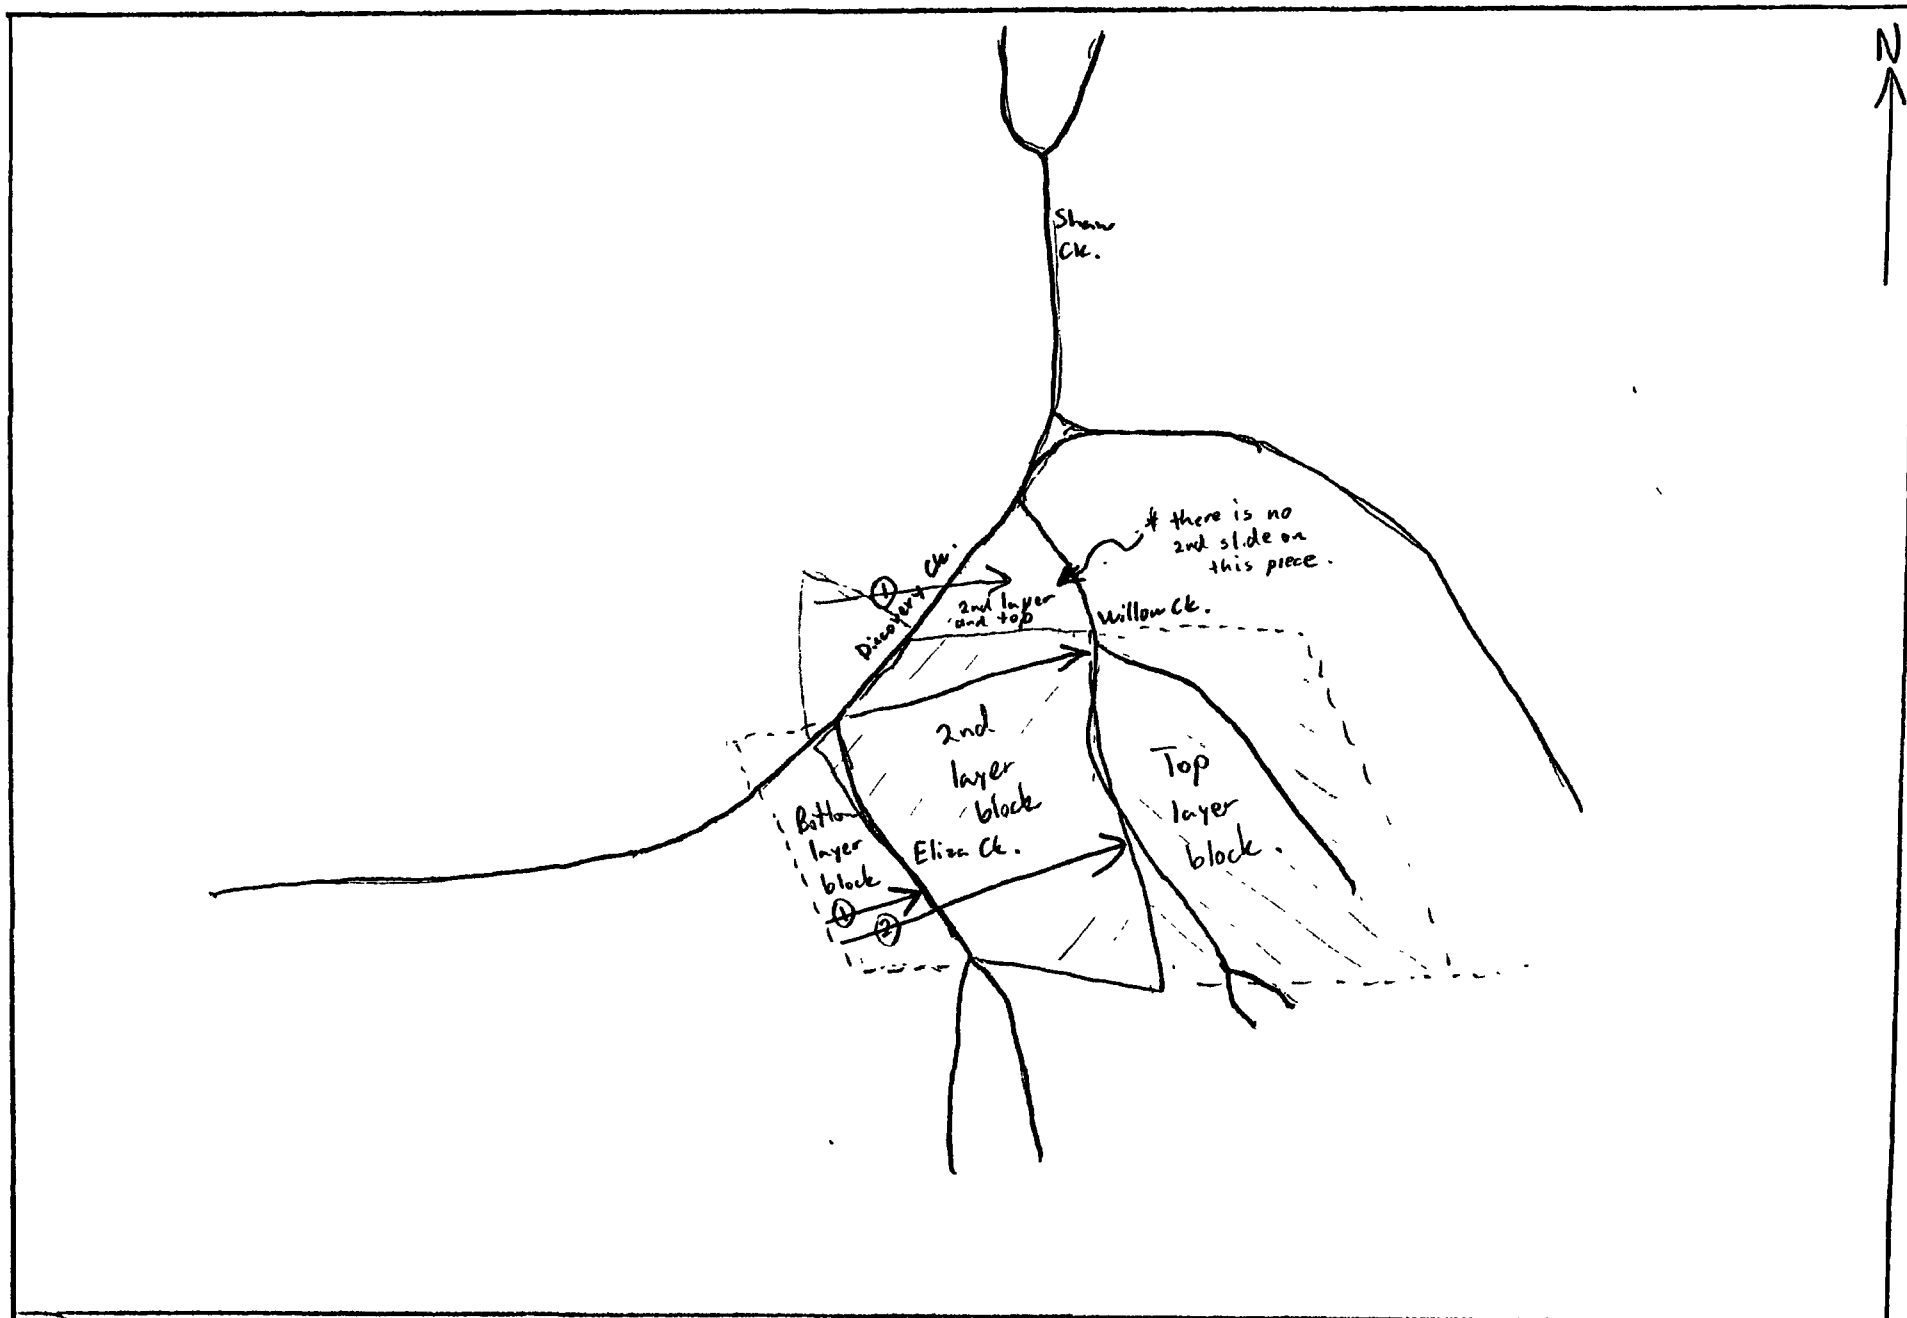 N
Shaw
Ck.
* there is no
2nd slide on
this piece.
Discovery Ck.
①
2nd layer
and top
Willow Ck.
2nd
layer
block
Top
layer
block.
Bottom
layer
block
Eliza Ck.
①
②